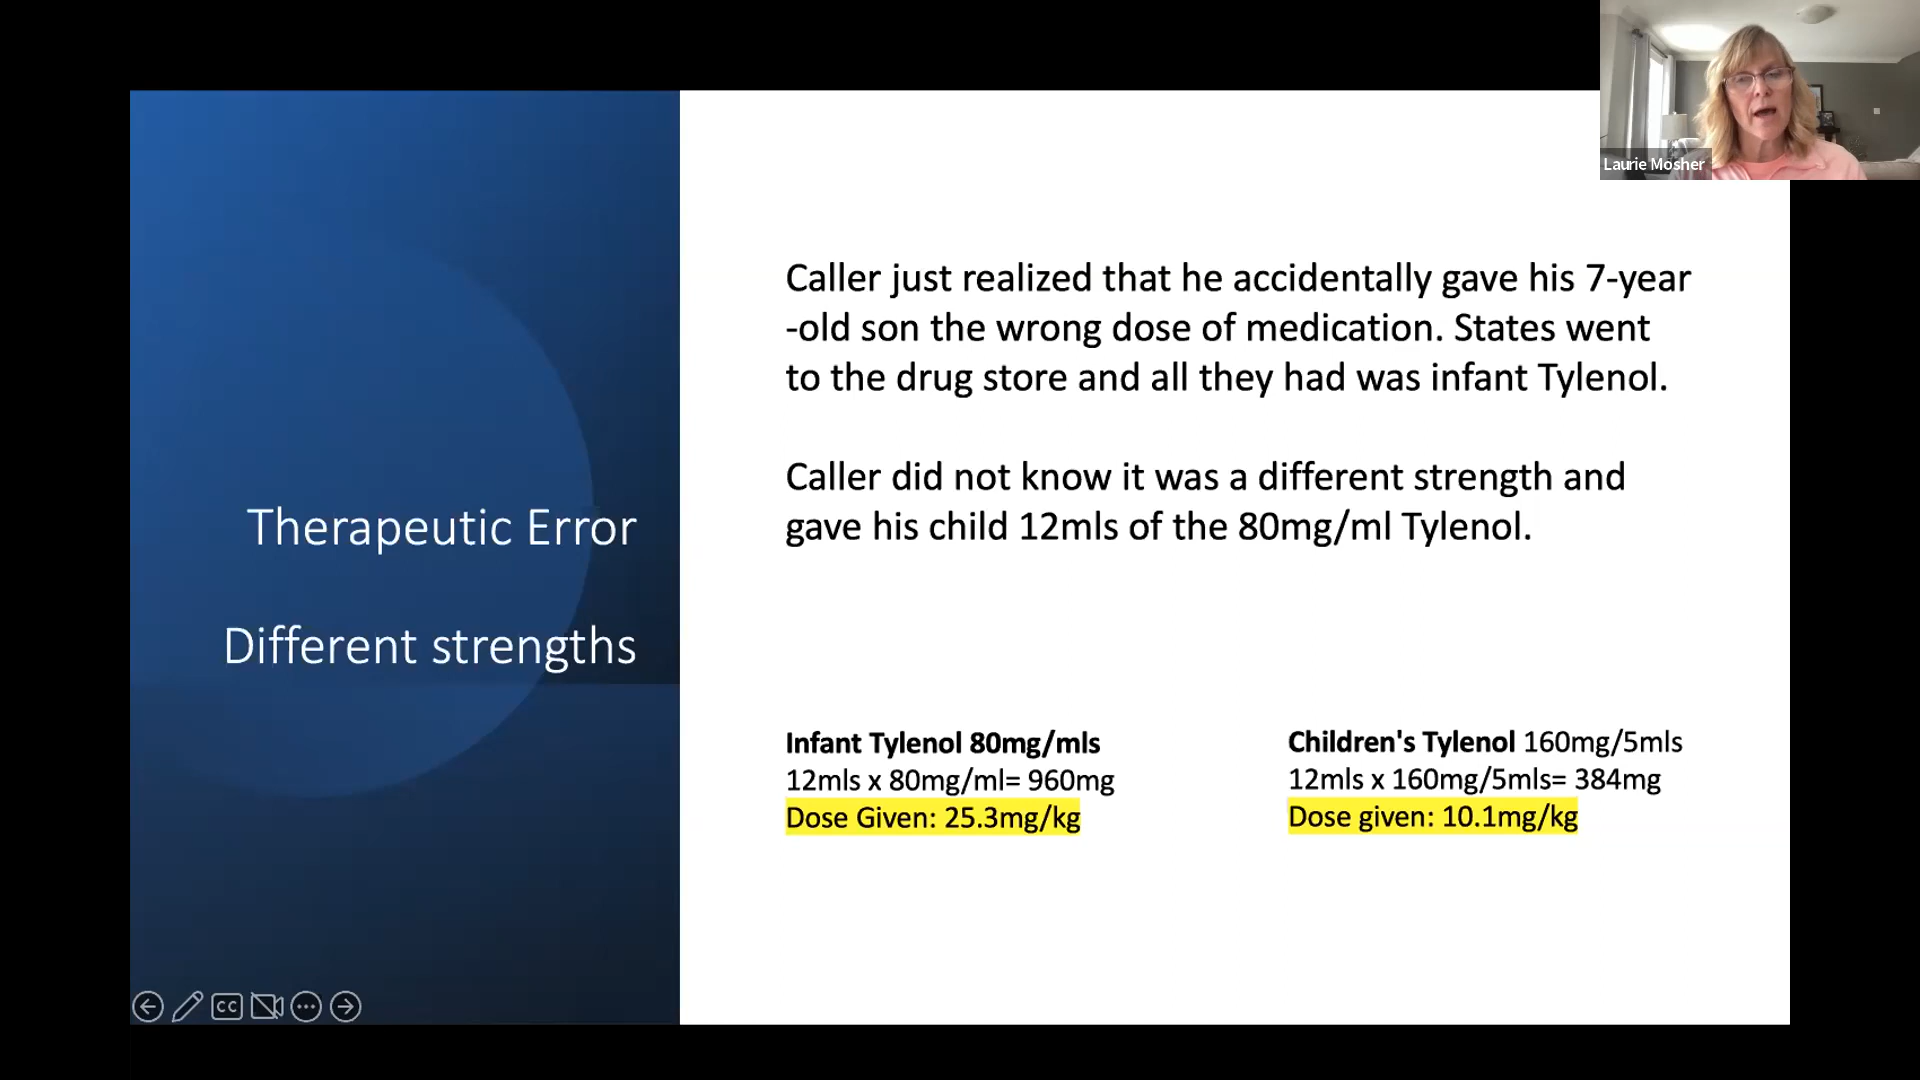 Laurie Mosher
Therapeutic Error
Different strengths
Caller just realized that he accidentally gave his 7-year
-old son the wrong dose of medication. States went
to the drug store and all they had was infant Tylenol.
Caller did not know it was a different strength and
gave his child 12mls of the 80mg/ml Tylenol.
Infant Tylenol 80mg/mls
12mls x 80mg/ml= 960mg
Dose Given: 25.3mg/kg
Children's Tylenol 160mg/5mls
12mls x 160mg/5mls= 384mg
Dose given: 10.1mg/kg
CC